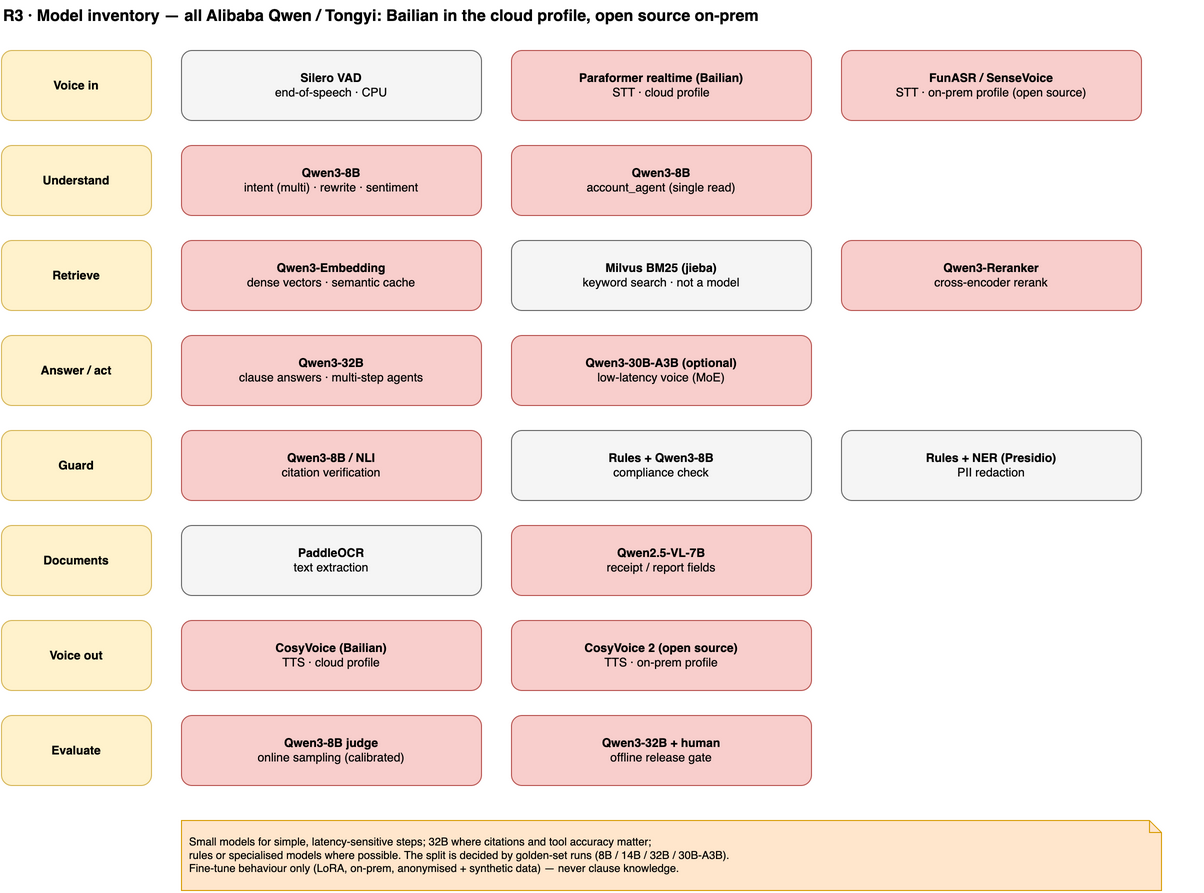 R3 · Model inventory — all Alibaba Qwen / Tongyi: Bailian in the cloud profile, open source on-prem
Voice in
Silero VAD
end-of-speech · CPU
Paraformer realtime (Bailian)
STT · cloud profile
FunASR / SenseVoice
STT · on-prem profile (open source)
Understand
Qwen3-8B
intent (multi) · rewrite · sentiment
Qwen3-8B
account_agent (single read)
Retrieve
Qwen3-Embedding
dense vectors · semantic cache
Milvus BM25 (jieba)
keyword search · not a model
Qwen3-Reranker
cross-encoder rerank
Answer / act
Qwen3-32B
clause answers · multi-step agents
Qwen3-30B-A3B (optional)
low-latency voice (MoE)
Guard
Qwen3-8B / NLI
citation verification
Rules + Qwen3-8B
compliance check
Rules + NER (Presidio)
PII redaction
Documents
PaddleOCR
text extraction
Qwen2.5-VL-7B
receipt / report fields
Voice out
CosyVoice (Bailian)
TTS · cloud profile
CosyVoice 2 (open source)
TTS · on-prem profile
Evaluate
Qwen3-8B judge
online sampling (calibrated)
Qwen3-32B + human
offline release gate
Small models for simple, latency-sensitive steps; 32B where citations and tool accuracy matter;
rules or specialised models where possible. The split is decided by golden-set runs (8B / 14B / 32B / 30B-A3B).
Fine-tune behaviour only (LoRA, on-prem, anonymised + synthetic data) — never clause knowledge.